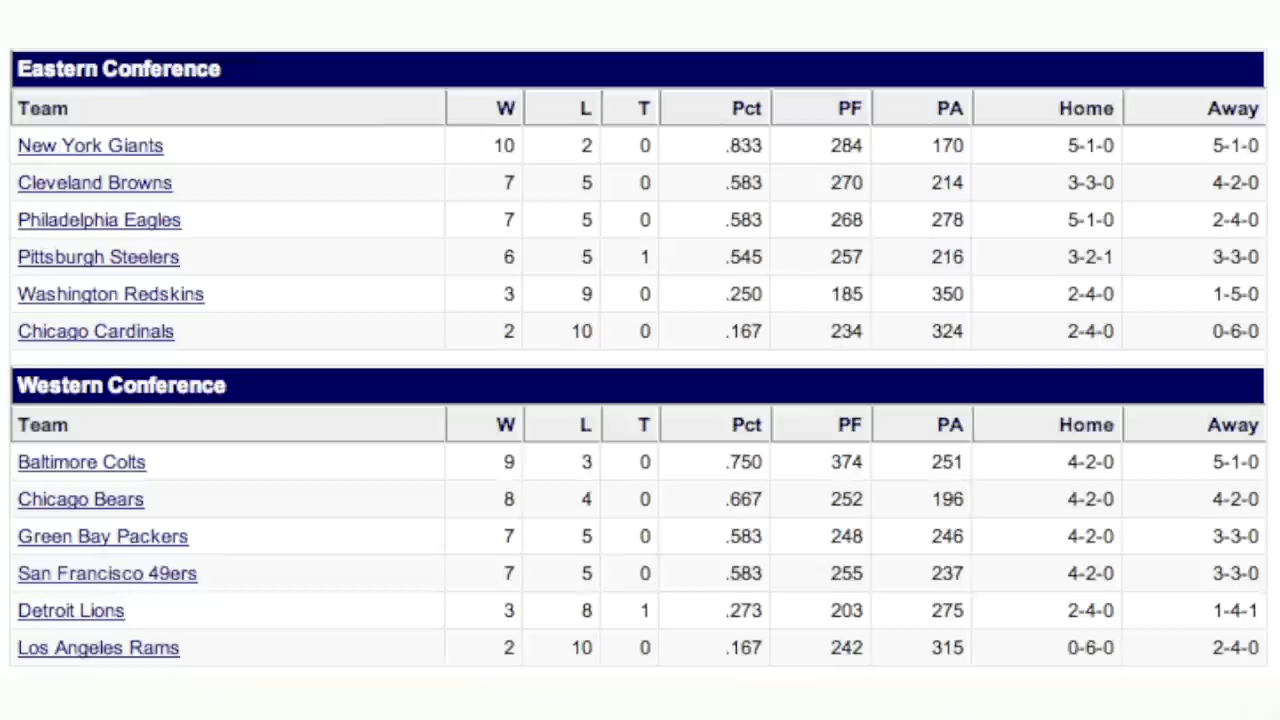 Eastern Conference
Team W L T Pct PF PA Home Away
New York Giants 10 2 0 .833 284 170 5-1-0 5-1-0
Cleveland Browns 7 5 0 .583 270 214 3-3-0 4-2-0
Philadelphia Eagles 7 5 0 .583 268 278 5-1-0 2-4-0
Pittsburgh Steelers 6 5 1 .545 257 216 3-2-1 3-3-0
Washington Redskins 3 9 0 .250 185 350 2-4-0 1-5-0
Chicago Cardinals 2 10 0 .167 234 324 2-4-0 0-6-0
Western Conference
Team W L T Pct PF PA Home Away
Baltimore Colts 9 3 0 .750 374 251 4-2-0 5-1-0
Chicago Bears 8 4 0 .667 252 196 4-2-0 4-2-0
Green Bay Packers 7 5 0 .583 248 246 4-2-0 3-3-0
San Francisco 49ers 7 5 0 .583 255 237 4-2-0 3-3-0
Detroit Lions 3 8 1 .273 203 275 2-4-0 1-4-1
Los Angeles Rams 2 10 0 .167 242 315 0-6-0 2-4-0